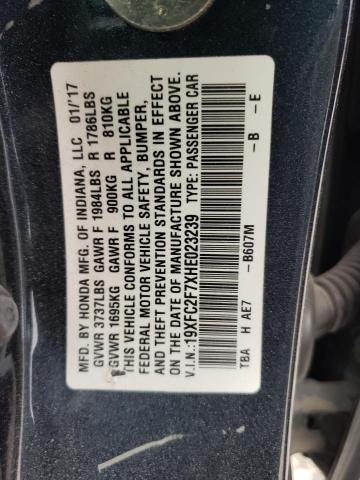 MFD. BY HONDA MFG. OF INDIANA, LLC 01/'17
GVWR 3737LBS GAWR F 1984LBS R 1786LBS
GVWR 1695KG GAWR F 900KG R 810KG
THIS VEHICLE CONFORMS TO ALL APPLICABLE
FEDERAL MOTOR VEHICLE SAFETY, BUMPER,
AND THEFT PREVENTION STANDARDS IN EFFECT
ON THE DATE OF MANUFACTURE SHOWN ABOVE.
V.I.N.: 19XFC2F7XHE023239 TYPE: PASSENGER CAR
TBA H AE7 – B607M – B – E